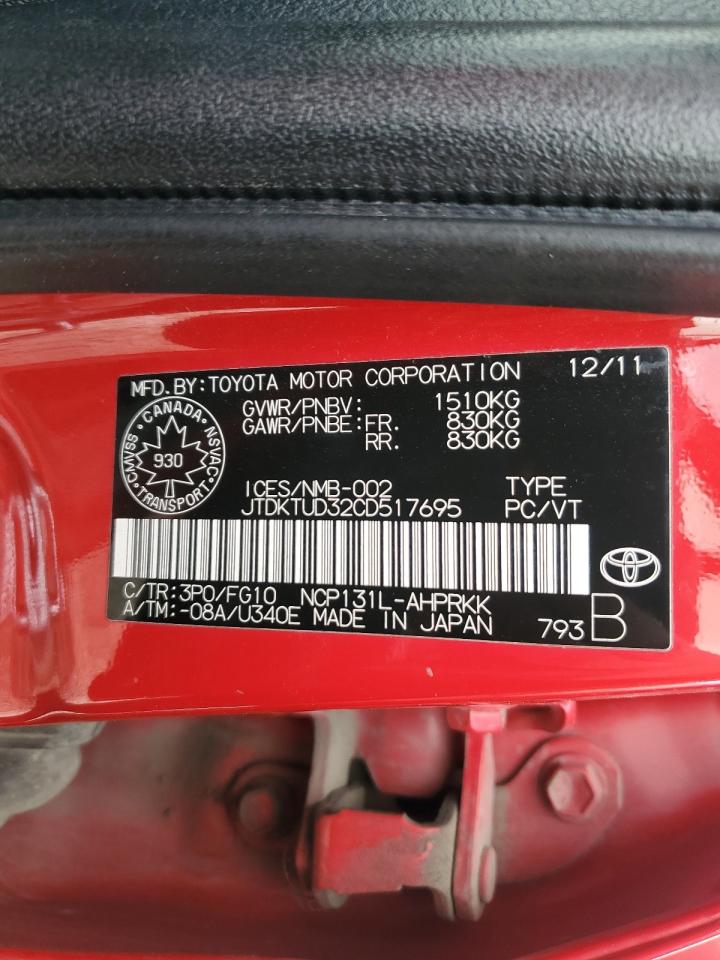 MFD.BY:TOYOTA MOTOR CORPORATION 12/11
GVWR/PNBV: 1510KG
GAWR/PNBE:FR. 830KG
RR. 830KG
CANADA
CMVSS NSVAC
930
TRANSPORT
ICES/NMB-002 TYPE
JTDKTUD32CD517695 PC/VT
C/TR:3P0/FG10 NCP131L-AHPRKK
A/TM:-08A/U340E MADE IN JAPAN 793 B